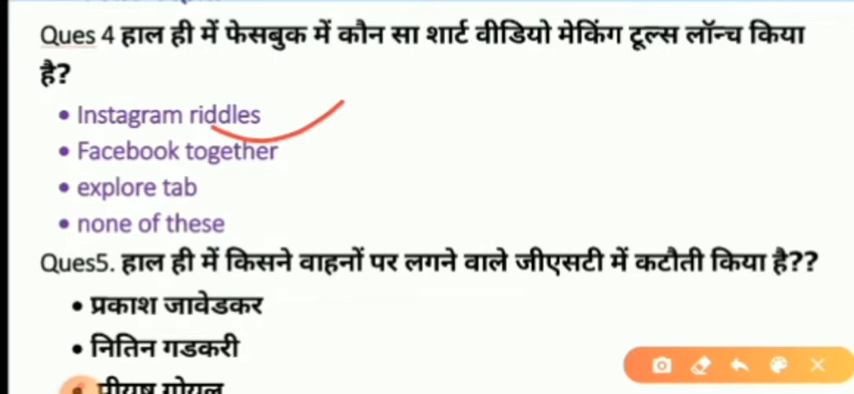 Ques 4 हाल ही में फेसबुक में कौन सा शार्ट वीडियो मेकिंग टूल्स लॉन्च किया
है?
• Instagram riddles
• Facebook together
• explore tab
• none of these
Ques5. हाल ही में किसने वाहनों पर लगने वाले जीएसटी में कटौती किया है??
• प्रकाश जावेडकर
• नितिन गडकरी